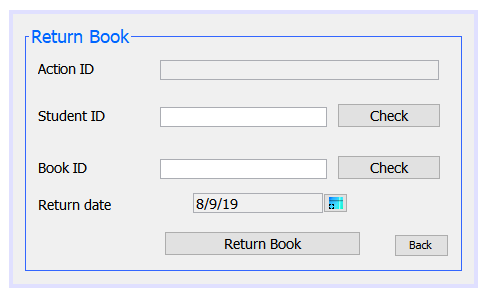 Return Book
Action ID
Student ID Check
Book ID Check
Return date 8/9/19
Return Book Back